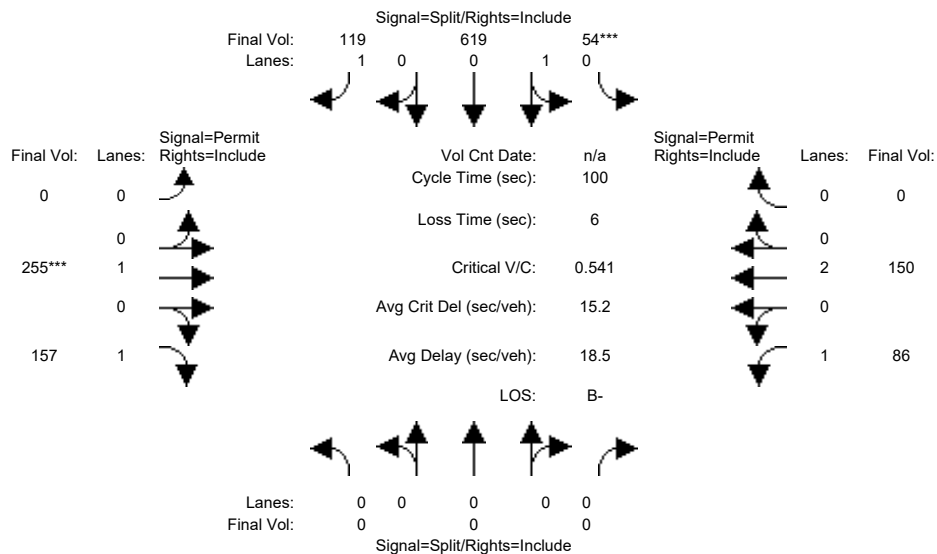 Signal=Split/Rights=Include
Final Vol: 119 619 54***
Lanes: 1 0 0 1 0
Signal=Permit Signal=Permit
Final Vol: Lanes: Rights=Include Vol Cnt Date: n/a Rights=Include Lanes: Final Vol:
Cycle Time (sec): 100
0 0 0 0
Loss Time (sec): 6
0 0
255*** 1 Critical V/C: 0.541 2 150
0 Avg Crit Del (sec/veh): 15.2 0
157 1 Avg Delay (sec/veh): 18.5 1 86
LOS: B-
Lanes: 0 0 0 0 0
Final Vol: 0 0 0
Signal=Split/Rights=Include